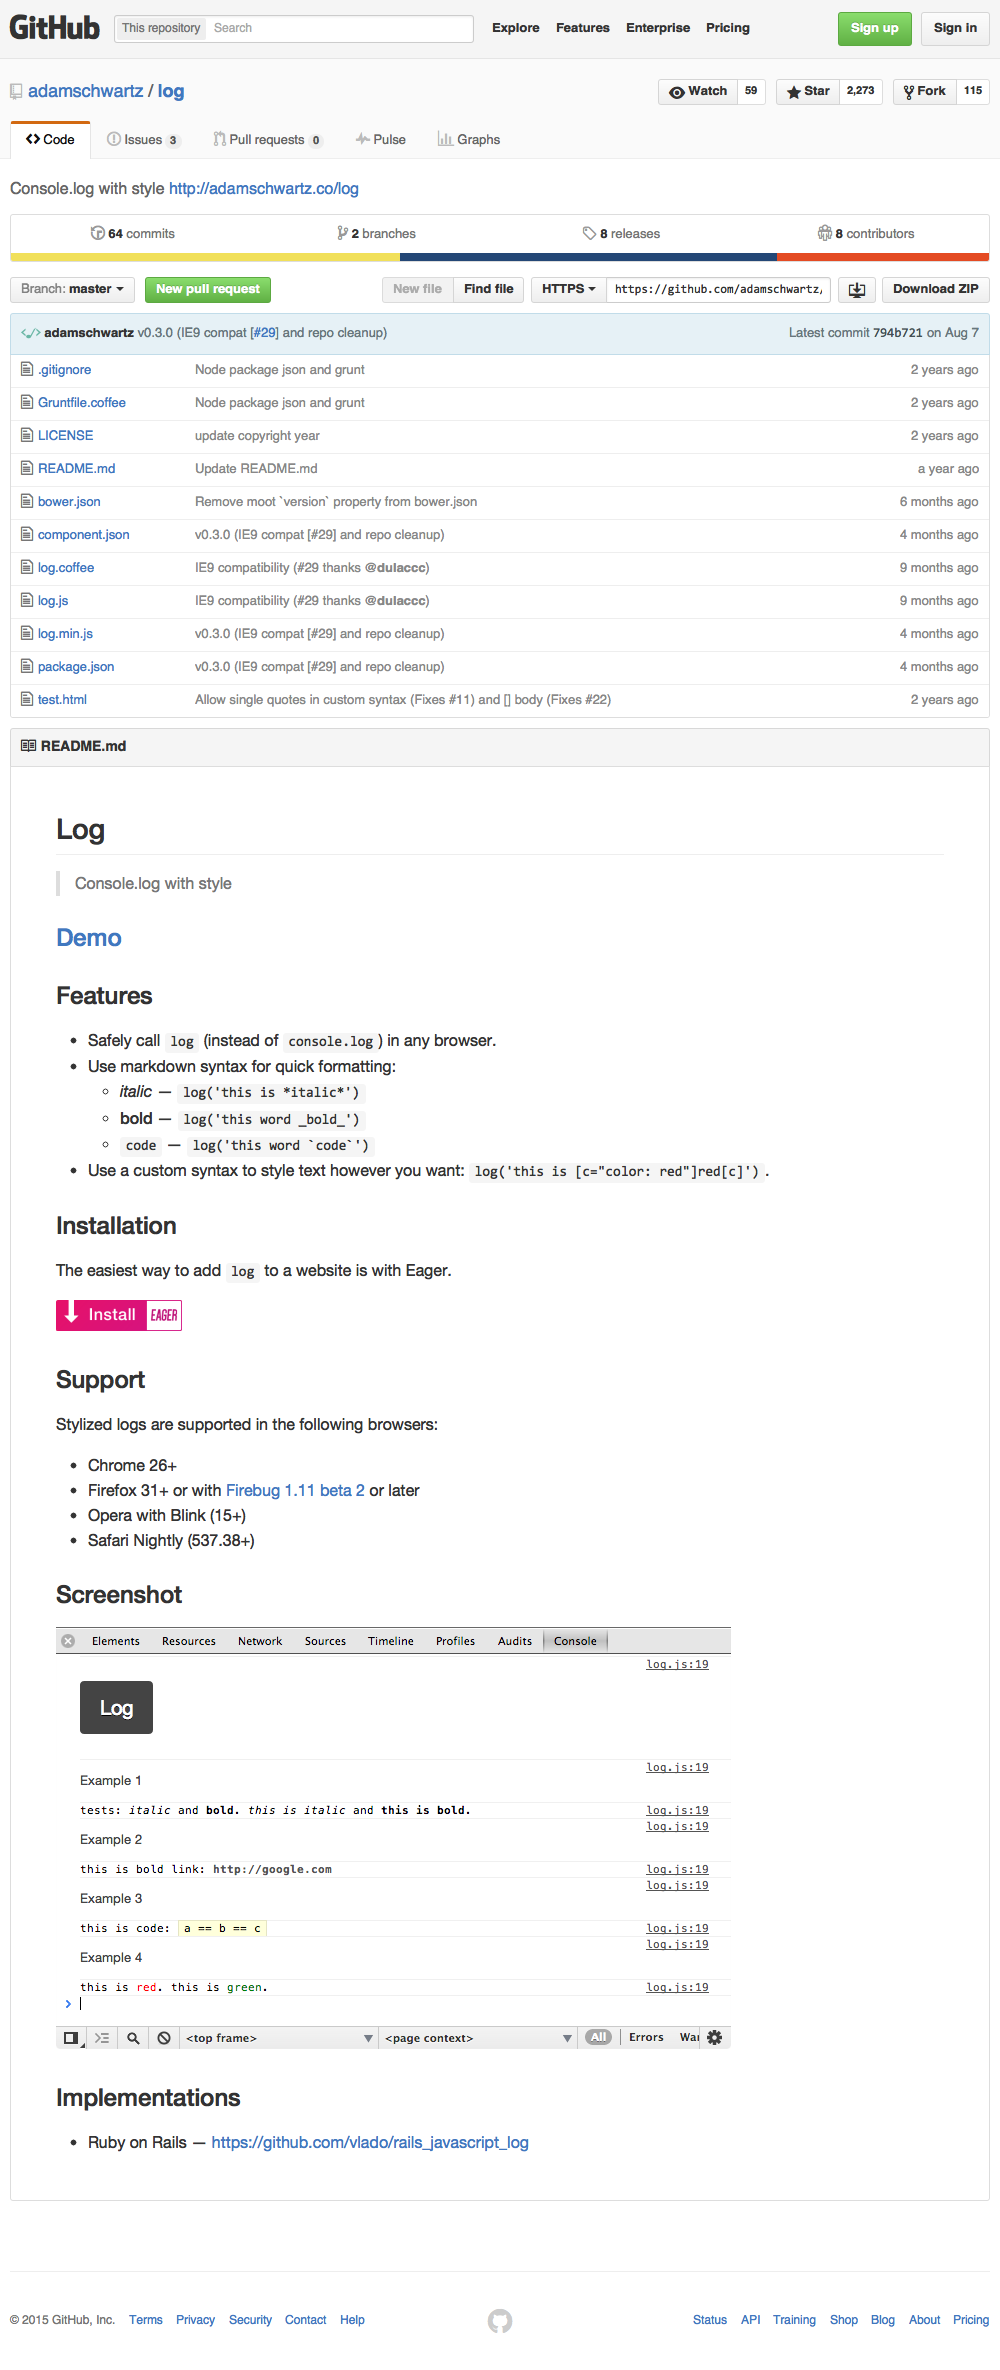 GitHub This repository Search Explore Features Enterprise Pricing Sign up Sign in
adamschwartz / log Watch 59 Star 2,273 Fork 115
Code Issues 3 Pull requests 0 Pulse Graphs
Console.log with style http://adamschwartz.co/log
64 commits 2 branches 8 releases 8 contributors
Branch: master New pull request New file Find file HTTPS https://github.com/adamschwartz, Download ZIP
adamschwartz v0.3.0 (IE9 compat [#29] and repo cleanup) Latest commit 794b721 on Aug 7
.gitignore Node package json and grunt 2 years ago
Gruntfile.coffee Node package json and grunt 2 years ago
LICENSE update copyright year 2 years ago
README.md Update README.md a year ago
bower.json Remove moot `version` property from bower.json 6 months ago
component.json v0.3.0 (IE9 compat [#29] and repo cleanup) 4 months ago
log.coffee IE9 compatibility (#29 thanks @dulaccc) 9 months ago
log.js IE9 compatibility (#29 thanks @dulaccc) 9 months ago
log.min.js v0.3.0 (IE9 compat [#29] and repo cleanup) 4 months ago
package.json v0.3.0 (IE9 compat [#29] and repo cleanup) 4 months ago
test.html Allow single quotes in custom syntax (Fixes #11) and [] body (Fixes #22) 2 years ago
README.md
Log
Console.log with style
Demo
Features
Safely call log (instead of console.log) in any browser.
Use markdown syntax for quick formatting:
italic — log('this is *italic*')
bold — log('this word _bold_')
code — log('this word `code`')
Use a custom syntax to style text however you want: log('this is [c="color: red"]red[c]').
Installation
The easiest way to add log to a website is with Eager.
Install EAGER
Support
Stylized logs are supported in the following browsers:
Chrome 26+
Firefox 31+ or with Firebug 1.11 beta 2 or later
Opera with Blink (15+)
Safari Nightly (537.38+)
Screenshot
Elements Resources Network Sources Timeline Profiles Audits Console
log.js:19
Log
log.js:19
Example 1
tests: italic and bold. this is italic and this is bold. log.js:19
log.js:19
Example 2
this is bold link: http://google.com log.js:19
log.js:19
Example 3
this is code: a == b == c log.js:19
log.js:19
Example 4
this is red. this is green. log.js:19
<top frame> <page context> All Errors War
Implementations
Ruby on Rails — https://github.com/vlado/rails_javascript_log
© 2015 GitHub, Inc. Terms Privacy Security Contact Help Status API Training Shop Blog About Pricing